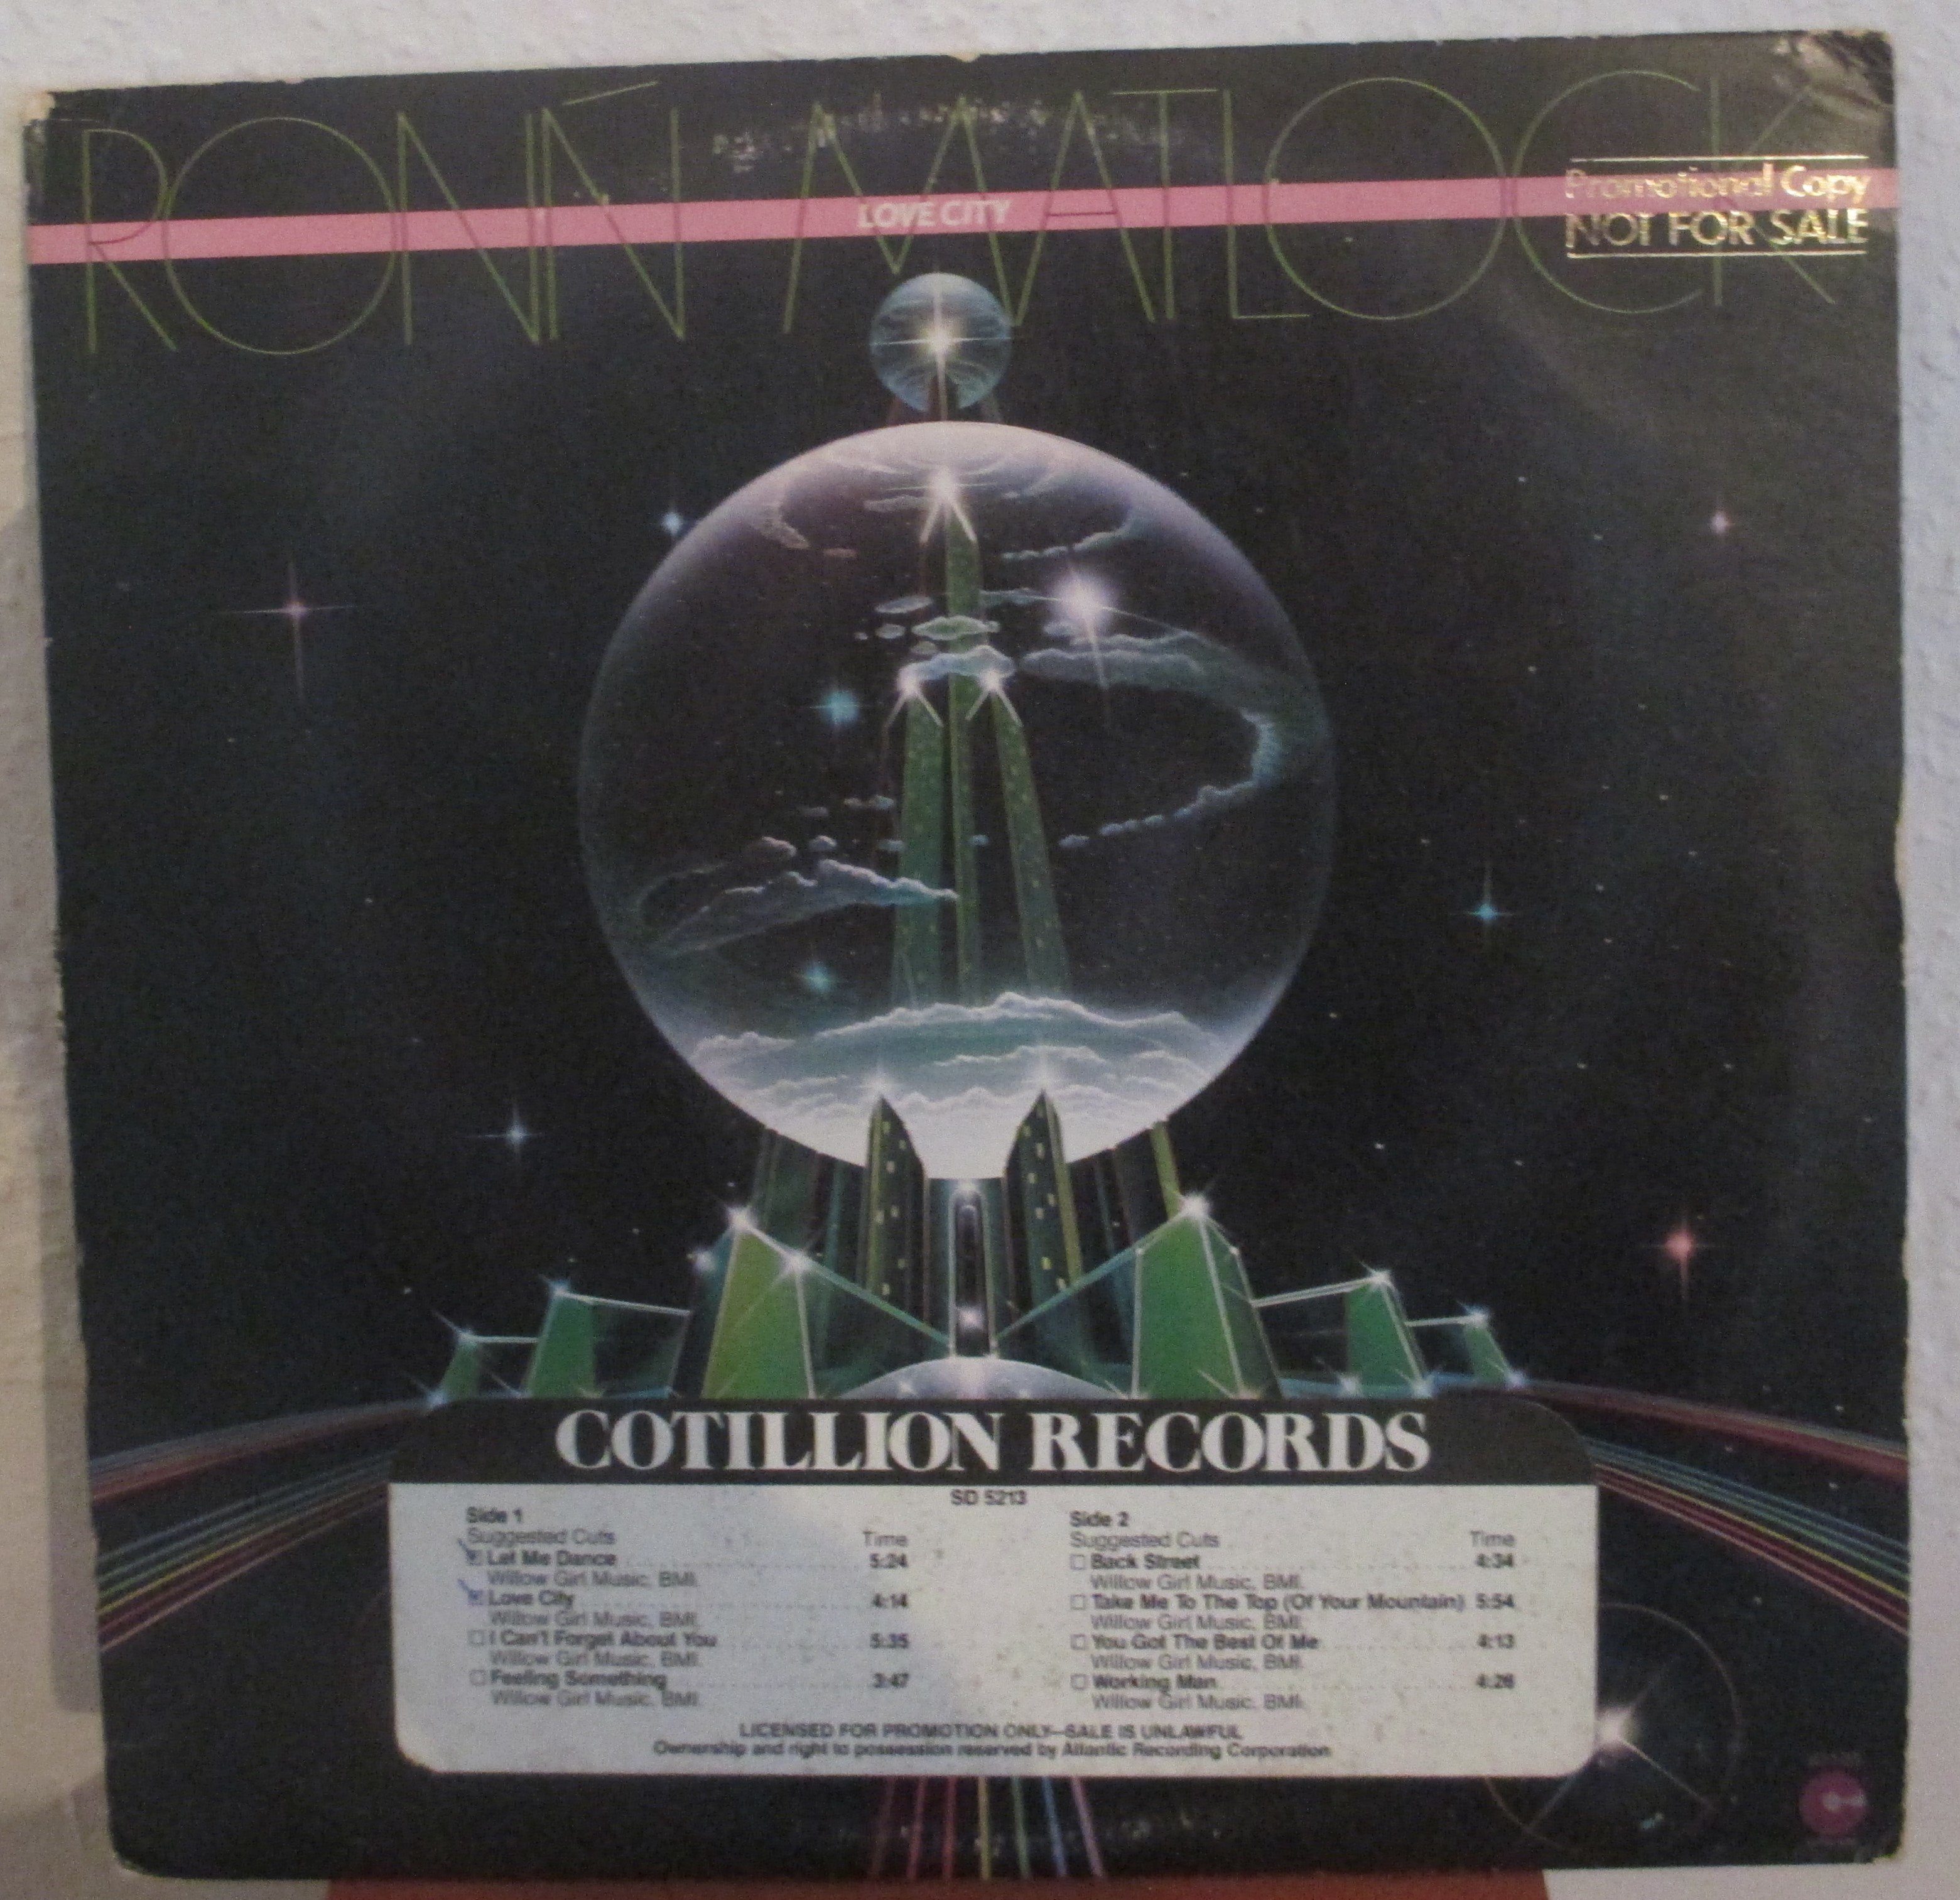 RONŃ MATLOCK
LOVE CITY
Promotional Copy
NOT FOR SALE
COTILLION RECORDS
SD 5213
Side 1
Suggested Cuts Time
Let Me Dance 5:24
Willow Girl Music, BMI.
Love City 4:14
Willow Girl Music, BMI.
I Can't Forget About You 5:35
Willow Girl Music, BMI.
Feeling Something 3:47
Willow Girl Music, BMI.
Side 2
Suggested Cuts Time
Back Street 4:34
Willow Girl Music, BMI.
Take Me To The Top (Of Your Mountain) 5:54
Willow Girl Music, BMI.
You Got The Best Of Me 4:13
Willow Girl Music, BMI.
Working Man 4:26
Willow Girl Music, BMI.
LICENSED FOR PROMOTION ONLY—SALE IS UNLAWFUL
Ownership and right to possession reserved by Atlantic Recording Corporation